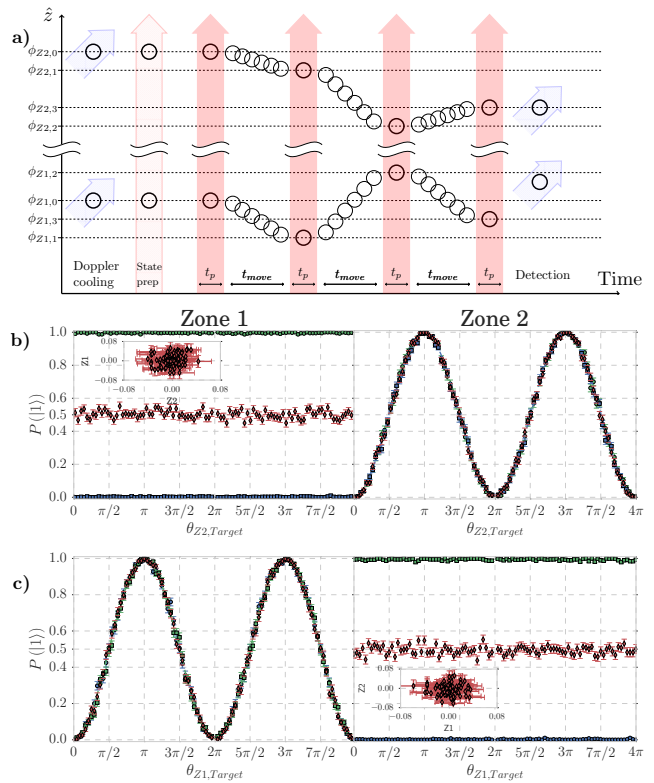 ẑ
a)
ϕZ2,0
ϕZ2,1
ϕZ2,3
ϕZ2,2
ϕZ1,2
ϕZ1,0
ϕZ1,3
ϕZ1,1
Doppler cooling
State prep
tp
tmove
tp
tmove
tp
tmove
tp
Detection
Time
Zone 1
Zone 2
b)
P(|1⟩)
1.0
0.8
0.6
0.5
0.4
0.2
0.0
Z1
0.08
0.00
−0.08
−0.08 0.00 0.08
Z2
0 π/2 π 3π/2 2π 5π/2 3π 7π/2 0 π/2 π 3π/2 2π 5π/2 3π 7π/2 4π
θZ2,Target
θZ2,Target
c)
P(|1⟩)
1.0
0.8
0.6
0.5
0.4
0.2
0.0
Z2
0.08
0.00
−0.08
−0.08 0.00 0.08
Z1
0 π/2 π 3π/2 2π 5π/2 3π 7π/2 0 π/2 π 3π/2 2π 5π/2 3π 7π/2 4π
θZ1,Target
θZ1,Target